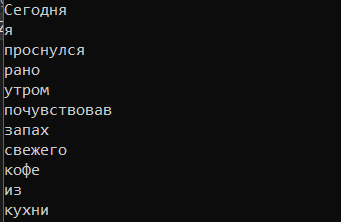 Сегодня
я
проснулся
рано
утром
почувствовав
запах
свежего
кофе
из
кухни